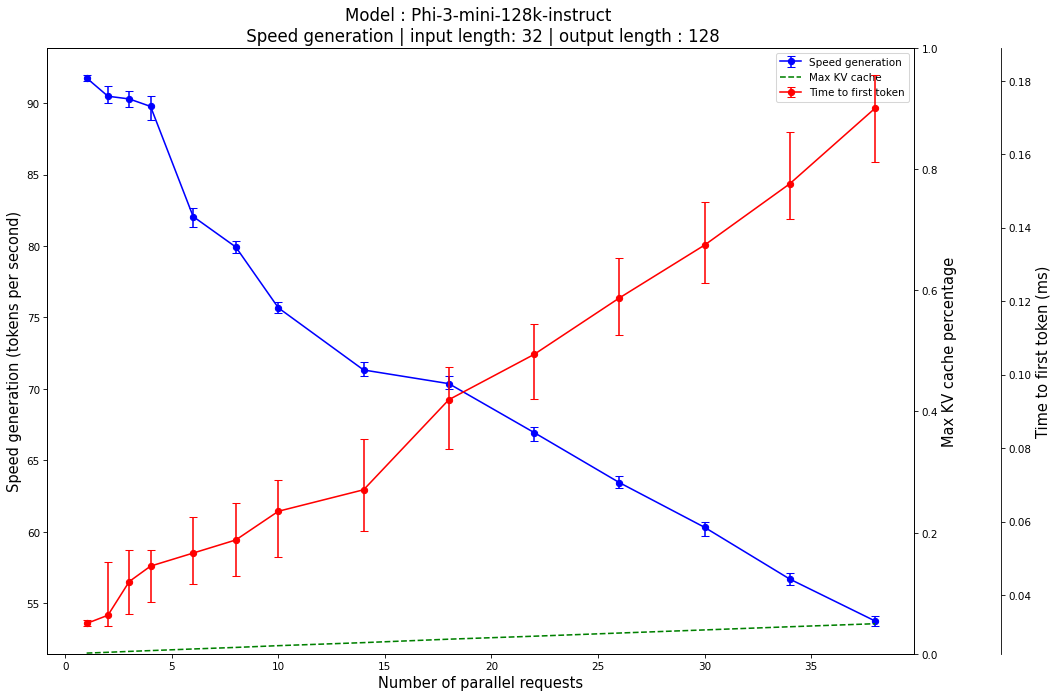 Model : Phi-3-mini-128k-instruct
Speed generation | input length: 32 | output length : 128
Speed generation
Max KV cache
Time to first token
Speed generation (tokens per second)
90
85
80
75
70
65
60
55
1.0
0.8
0.6
0.4
0.2
0.0
Max KV cache percentage
0.18
0.16
0.14
0.12
0.10
0.08
0.06
0.04
Time to first token (ms)
0 5 10 15 20 25 30 35
Number of parallel requests